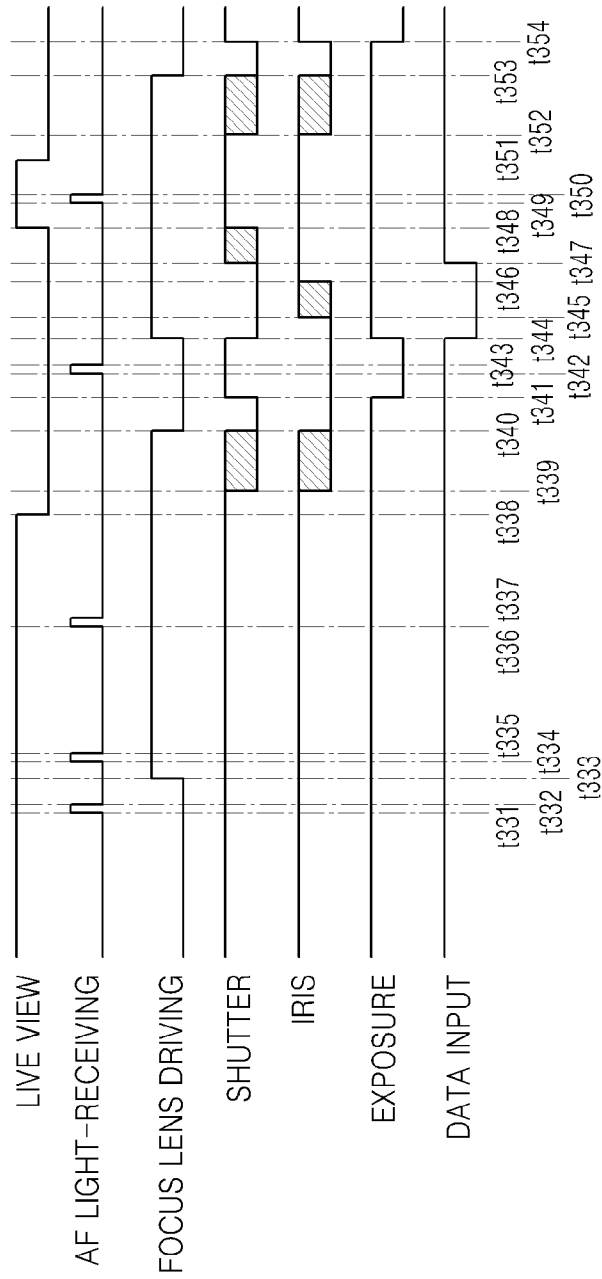 LIVE VIEW
AF LIGHT-RECEIVING
FOCUS LENS DRIVING
SHUTTER
IRIS
EXPOSURE
DATA INPUT
t331
t332
t333
t334
t335
t336
t337
t338
t339
t340
t341
t342
t343
t344
t345
t346
t347
t348
t349
t350
t351
t352
t353
t354